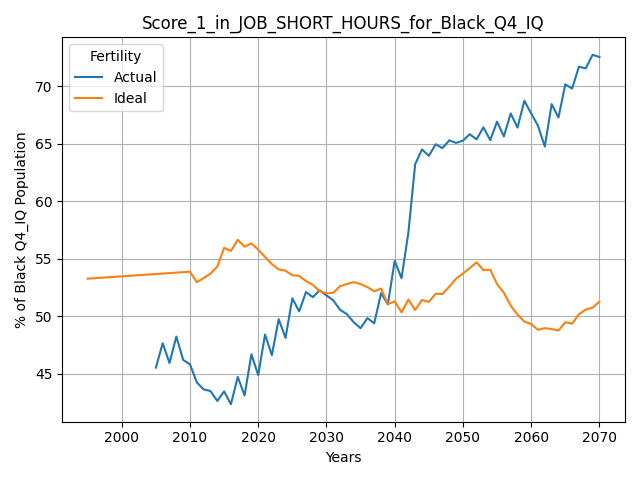 Score_1_in_JOB_SHORT_HOURS_for_Black_Q4_IQ
Fertility
Actual
Ideal
% of Black Q4_IQ Population
70
65
60
55
50
45
2000
2010
2020
2030
2040
2050
2060
2070
Years